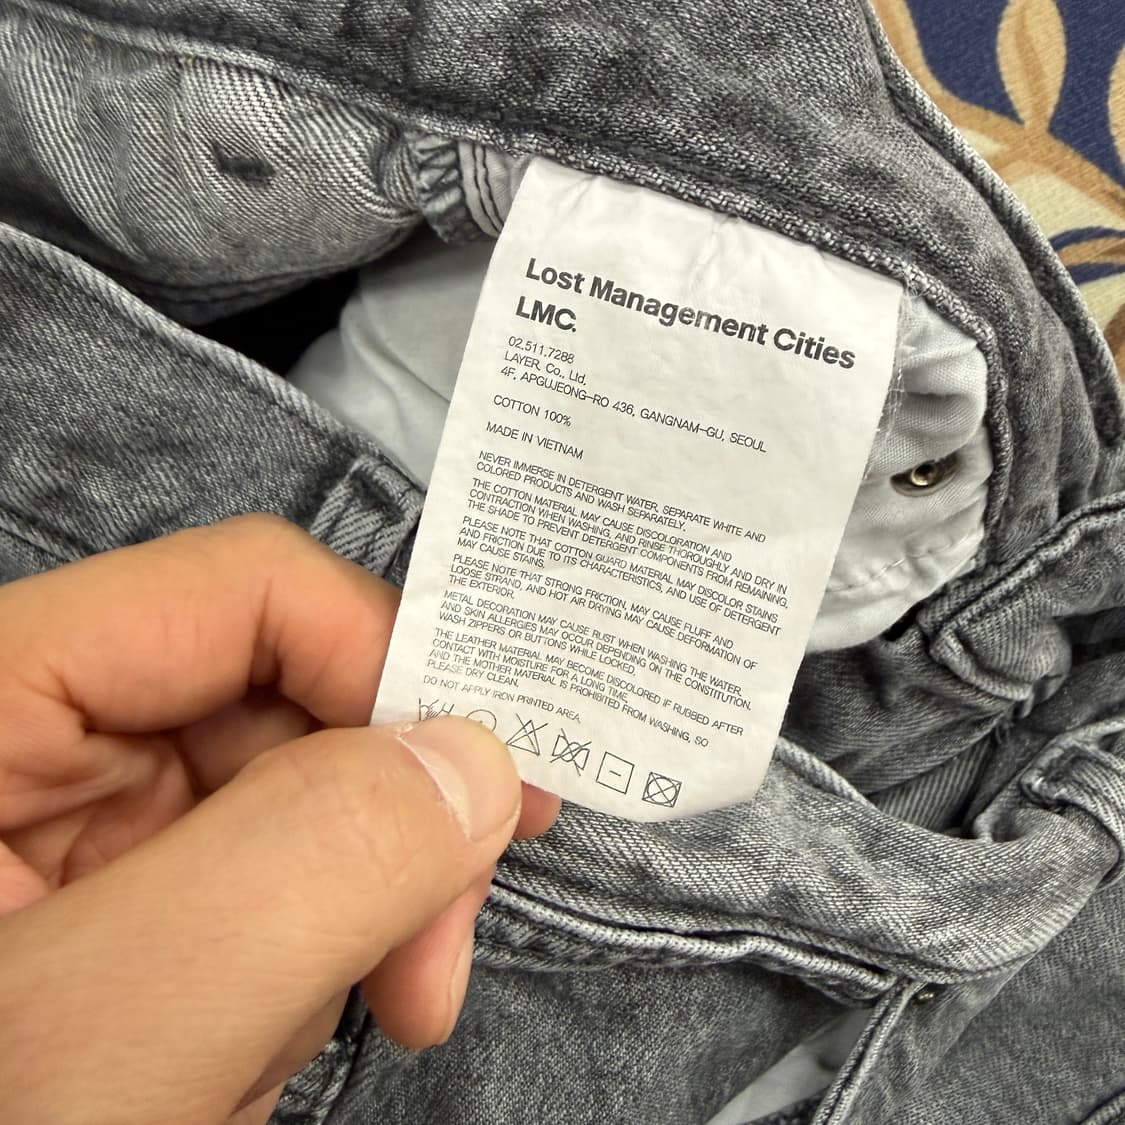 Lost Management Cities
LMC.
02.511.7288
LAYER. Co., Ltd.
4F, APGUJEONG-RO 436, GANGNAM-GU, SEOUL
COTTON 100%
MADE IN VIETNAM
NEVER IMMERSE IN DETERGENT WATER. SEPARATE WHITE AND
COLORED PRODUCTS AND WASH SEPARATELY.
THE COTTON MATERIAL MAY CAUSE DISCOLORATION AND
CONTRACTION WHEN WASHING, AND RINSE THOROUGHLY AND DRY IN
THE SHADE TO PREVENT DETERGENT COMPONENTS FROM REMAINING.
PLEASE NOTE THAT COTTON GUARD MATERIAL MAY DISCOLOR STAINS
AND FRICTION DUE TO ITS CHARACTERISTICS, AND USE OF DETERGENT
MAY CAUSE STAINS.
PLEASE NOTE THAT STRONG FRICTION, MAY CAUSE FLUFF AND
LOOSE STRAND, AND HOT AIR DRYING MAY CAUSE DEFORMATION OF
THE EXTERIOR.
METAL DECORATION MAY CAUSE RUST WHEN WASHING THE WATER,
AND SKIN ALLERGIES MAY OCCUR DEPENDING ON THE CONSTITUTION.
WASH ZIPPERS OR BUTTONS WHILE LOCKED.
THE LEATHER MATERIAL MAY BECOME DISCOLORED IF RUBBED AFTER
CONTACT WITH MOISTURE FOR A LONG TIME,
AND THE MOTHER MATERIAL IS PROHIBITED FROM WASHING, SO
PLEASE DRY CLEAN.
DO NOT APPLY IRON PRINTED AREA.